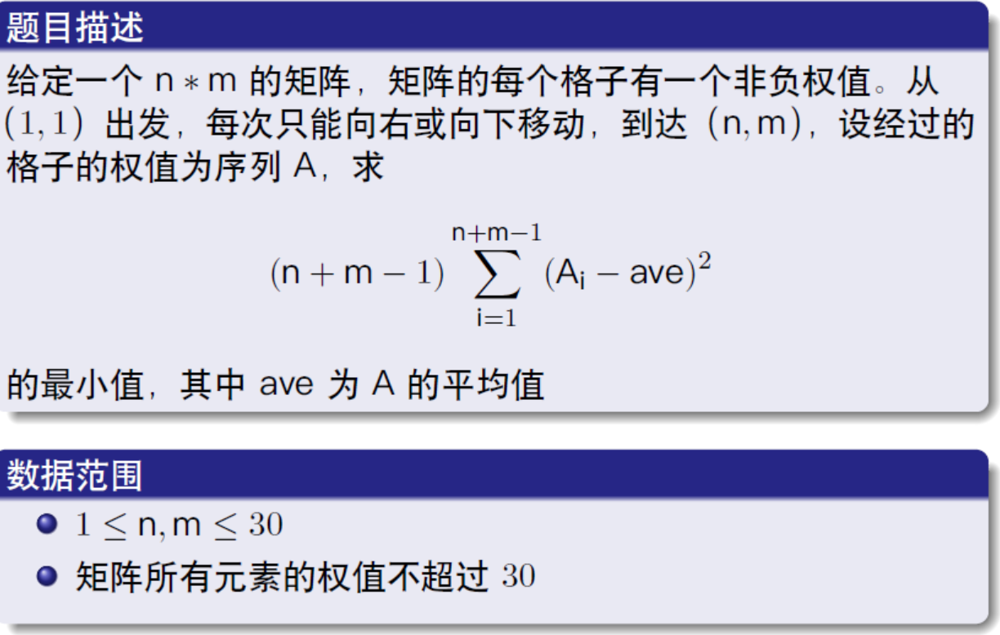 题目描述
给定一个 n ∗ m 的矩阵，矩阵的每个格子有一个非负权值。从
(1, 1) 出发，每次只能向右或向下移动，到达 (n, m)，设经过的
格子的权值为序列 A，求
(n + m − 1) ∑_{i=1}^{n+m−1} (A_i − ave)^2
的最小值，其中 ave 为 A 的平均值
数据范围
1 ≤ n, m ≤ 30
矩阵所有元素的权值不超过 30